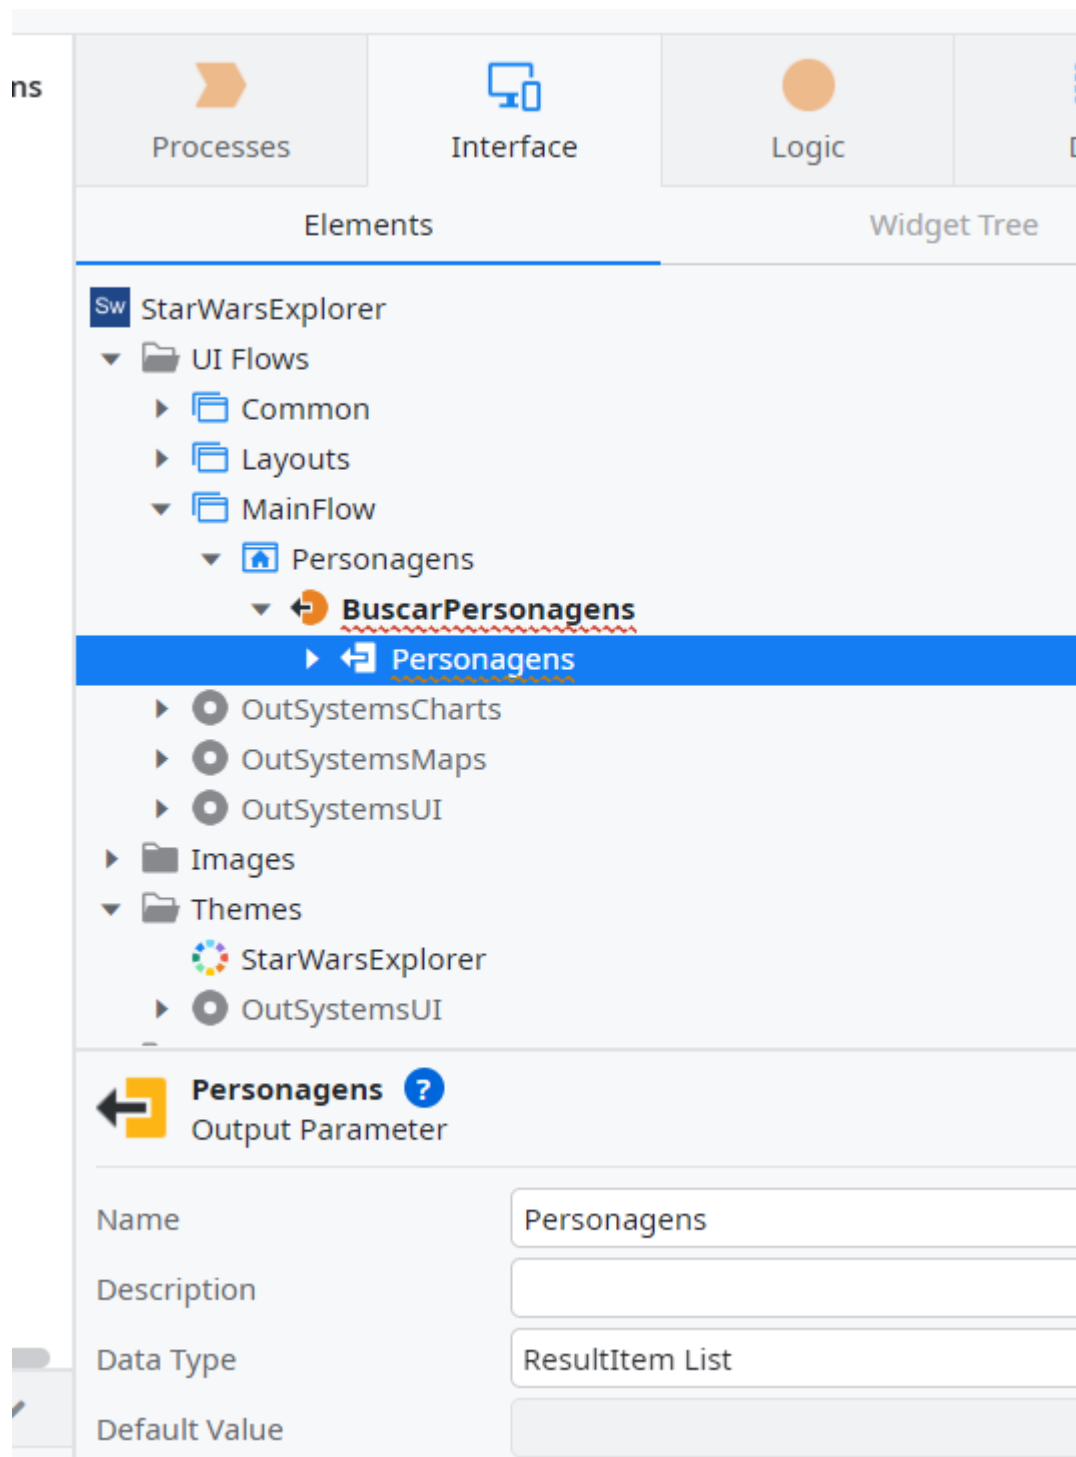 ns
Processes
Interface
Logic
Elements
Widget Tree
Sw StarWarsExplorer
UI Flows
Common
Layouts
MainFlow
Personagens
BuscarPersonagens
Personagens
OutSystemsCharts
OutSystemsMaps
OutSystemsUI
Images
Themes
StarWarsExplorer
OutSystemsUI
Personagens ?
Output Parameter
Name Personagens
Description
Data Type ResultItem List
Default Value